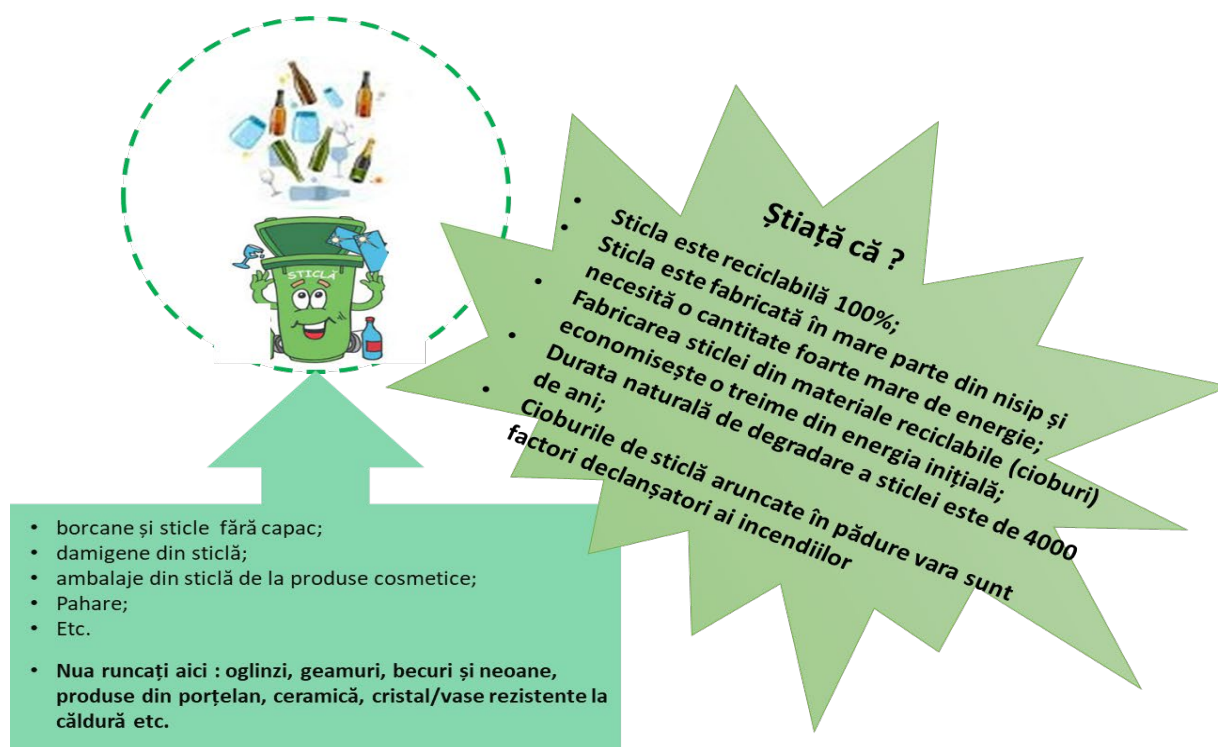 STICLĂ
Știață că ?
• Sticla este reciclabilă 100%;
• Sticla este fabricată în mare parte din nisip și
necesită o cantitate foarte mare de energie;
• Fabricarea sticlei din materiale reciclabile (cioburi)
economisește o treime din energia inițială;
• Durata naturală de degradare a sticlei este de 4000
de ani;
• Cioburile de sticlă aruncate în pădure vara sunt
factori declanșatori ai incendiilor
• borcane și sticle fără capac;
• damigene din sticlă;
• ambalaje din sticlă de la produse cosmetice;
• Pahare;
• Etc.
• Nua runcați aici : oglinzi, geamuri, becuri și neoane,
produse din porțelan, ceramică, cristal/vase rezistente la
căldură etc.